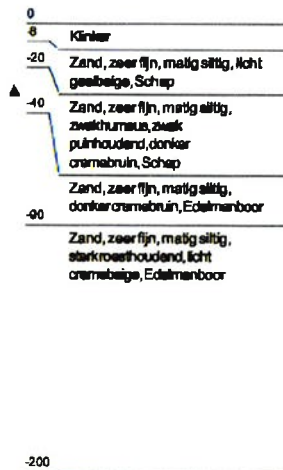 0
-8
Klinker
-20
Zand, zeer fijn, matig siltig, licht
geelbeige, Schep
-40
Zand, zeer fijn, matig siltig,
zwakhumeus, zwak
puinhoudend, donker
cremebruin, Schep
Zand, zeer fijn, matig siltig,
donker cremebruin, Edelmanboor
-90
Zand, zeer fijn, matig siltig,
sterk roesthoudend, licht
cremebeige, Edelmanboor
-200